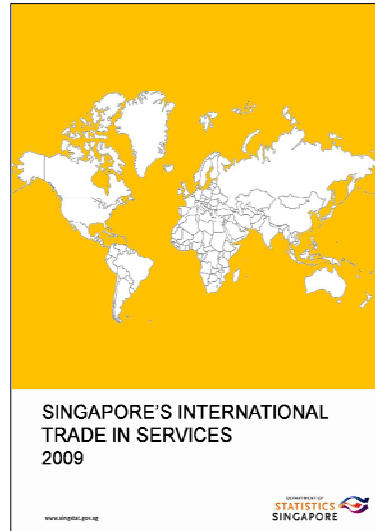 SINGAPORE'S INTERNATIONAL
TRADE IN SERVICES
2009
www.singstat.gov.sg
DEPARTMENT OF
STATISTICS
SINGAPORE